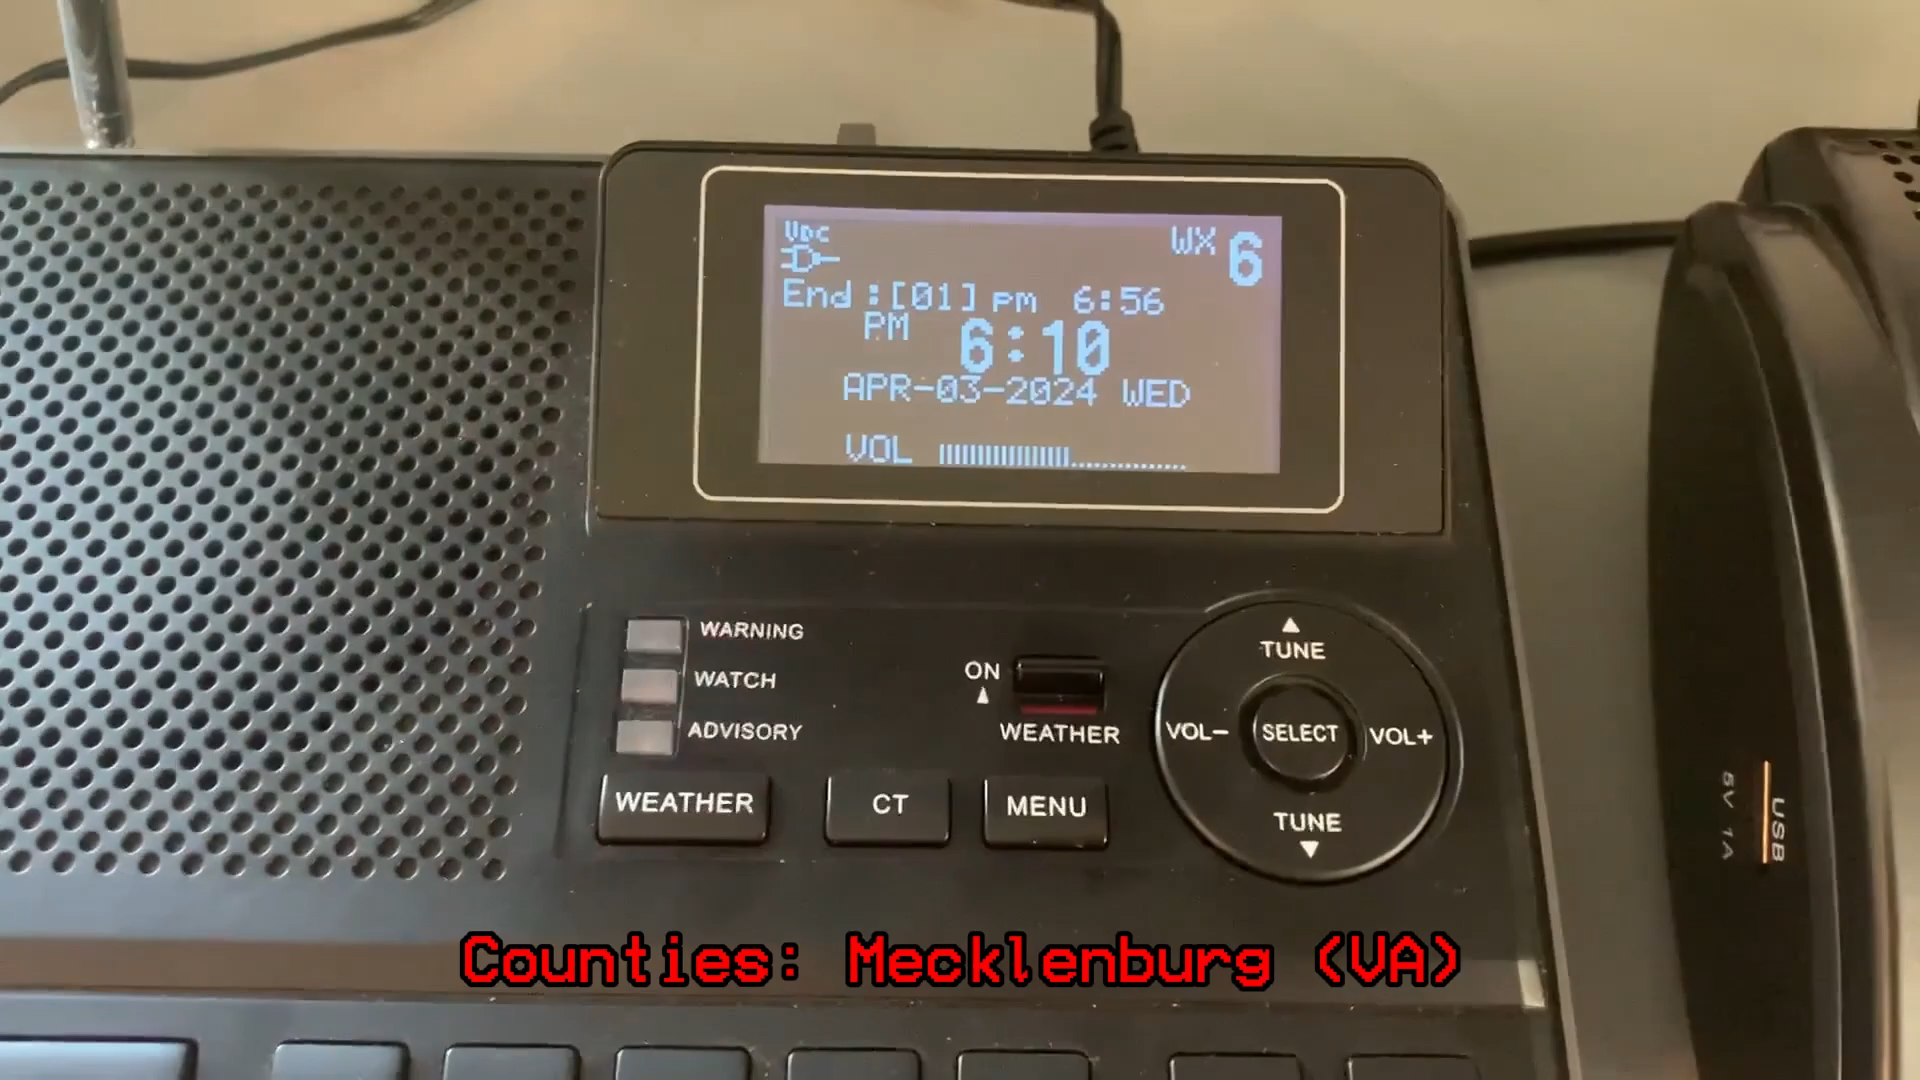 Vpc
WX 6
End:[01] pm 6:56
PM 6:10
APR-03-2024 WED
VOL
WARNING
WATCH
ADVISORY
ON
WEATHER
TUNE
VOL-
SELECT
VOL+
TUNE
WEATHER
CT
MENU
USB
5V 1A
Counties: Mecklenburg (VA)